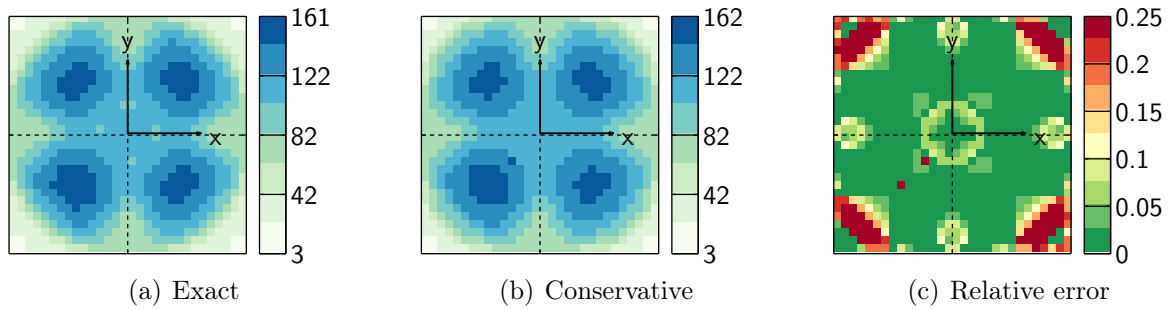 161
122
82
42
3
y
x
(a) Exact
162
122
82
42
3
y
x
(b) Conservative
0.25
0.2
0.15
0.1
0.05
0
y
x
(c) Relative error